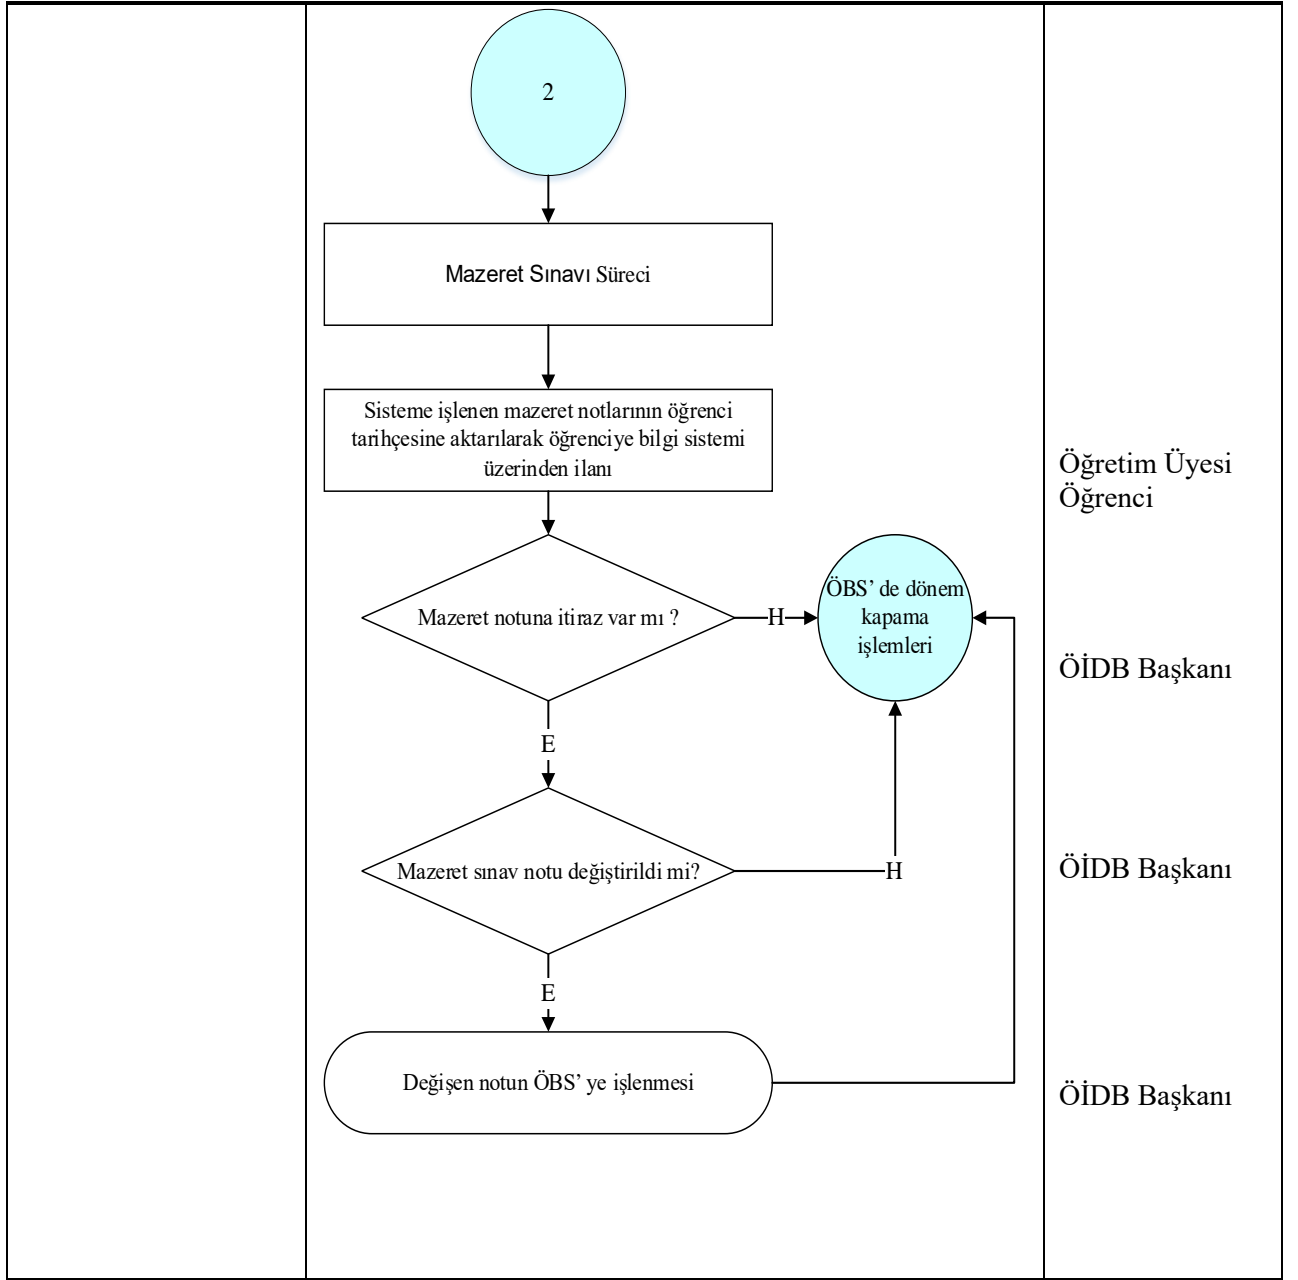 2
Mazeret Sınavı Süreci
Sisteme işlenen mazeret notlarının öğrenci
tarihçesine aktarılarak öğrenciye bilgi sistemi
üzerinden ilanı
Öğretim Üyesi
Öğrenci
Mazeret notuna itiraz var mı ?
H
ÖBS’ de dönem
kapama
işlemleri
ÖİDB Başkanı
E
Mazeret sınav notu değiştirildi mi?
H
ÖİDB Başkanı
E
Değişen notun ÖBS’ ye işlenmesi
ÖİDB Başkanı